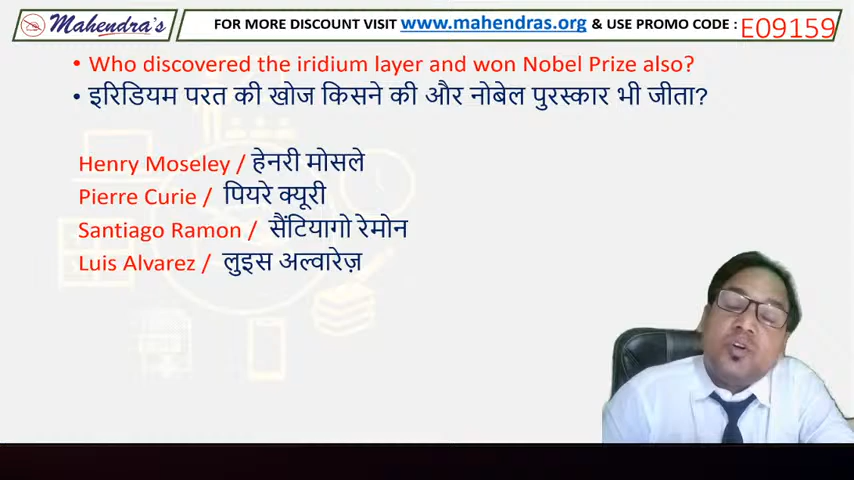 Mahendra's
FOR MORE DISCOUNT VISIT www.mahendras.org & USE PROMO CODE : E09159
• Who discovered the iridium layer and won Nobel Prize also?
• इरिडियम परत की खोज किसने की और नोबेल पुरस्कार भी जीता?
Henry Moseley / हेनरी मोसले
Pierre Curie / पियरे क्यूरी
Santiago Ramon / सैंटियागो रेमोन
Luis Alvarez / लुइस अल्वारेज़